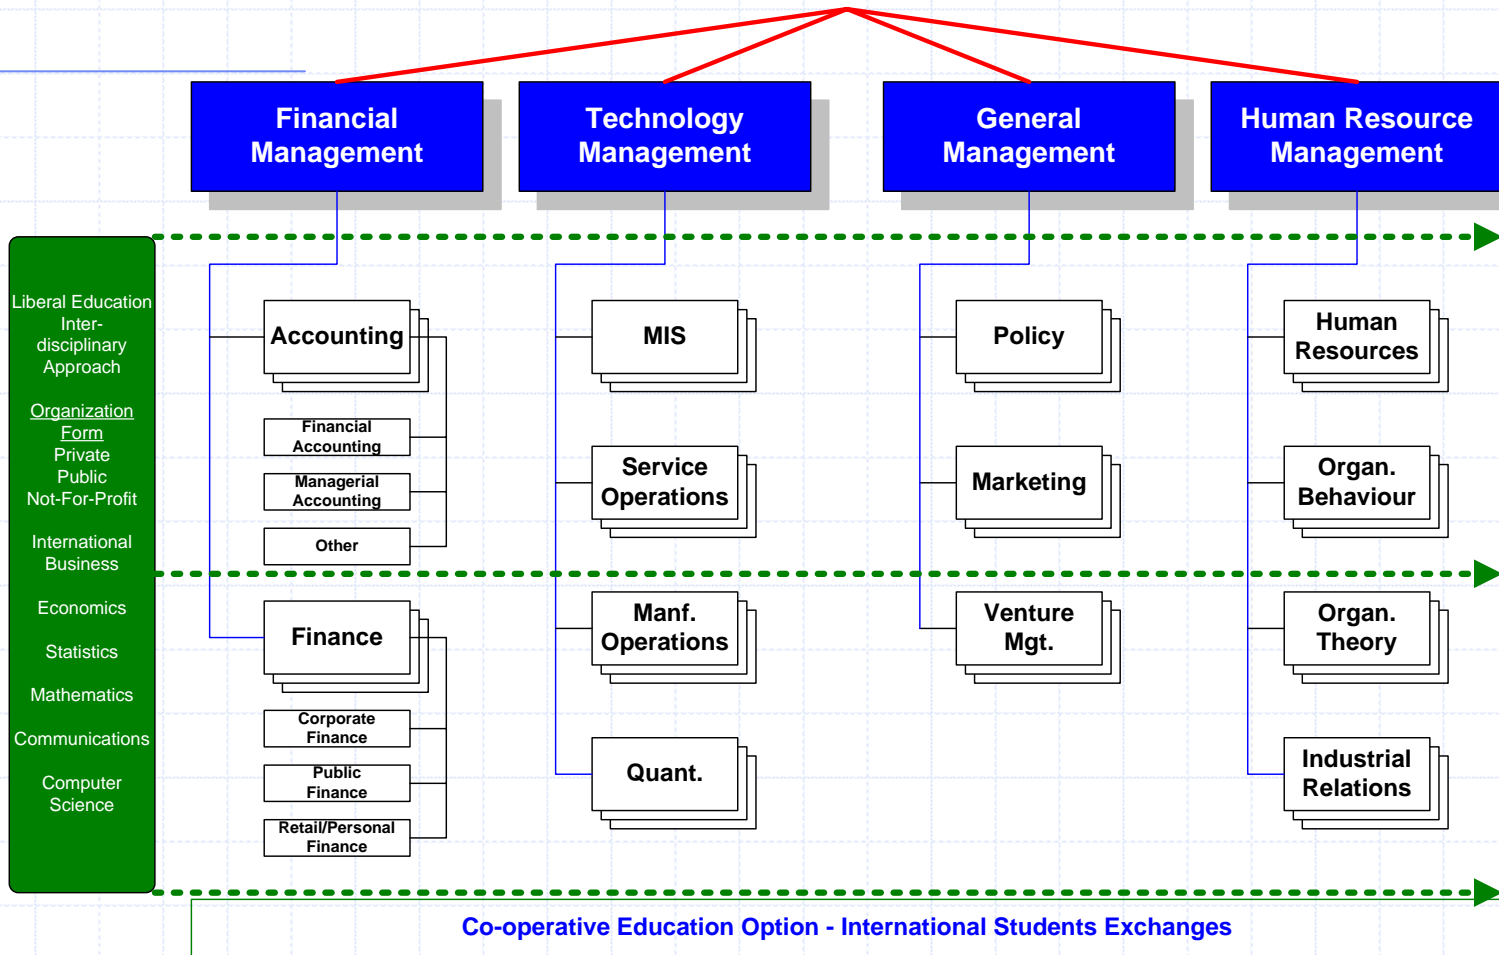 Financial
Management
Technology
Management
General
Management
Human Resource
Management
Liberal Education
Inter-
disciplinary
Approach
Organization
Form
Private
Public
Not-For-Profit
International
Business
Economics
Statistics
Mathematics
Communications
Computer
Science
Accounting
Financial
Accounting
Managerial
Accounting
Other
Finance
Corporate
Finance
Public
Finance
Retail/Personal
Finance
MIS
Service
Operations
Manf.
Operations
Quant.
Policy
Marketing
Venture
Mgt.
Human
Resources
Organ.
Behaviour
Organ.
Theory
Industrial
Relations
Co-operative Education Option - International Students Exchanges